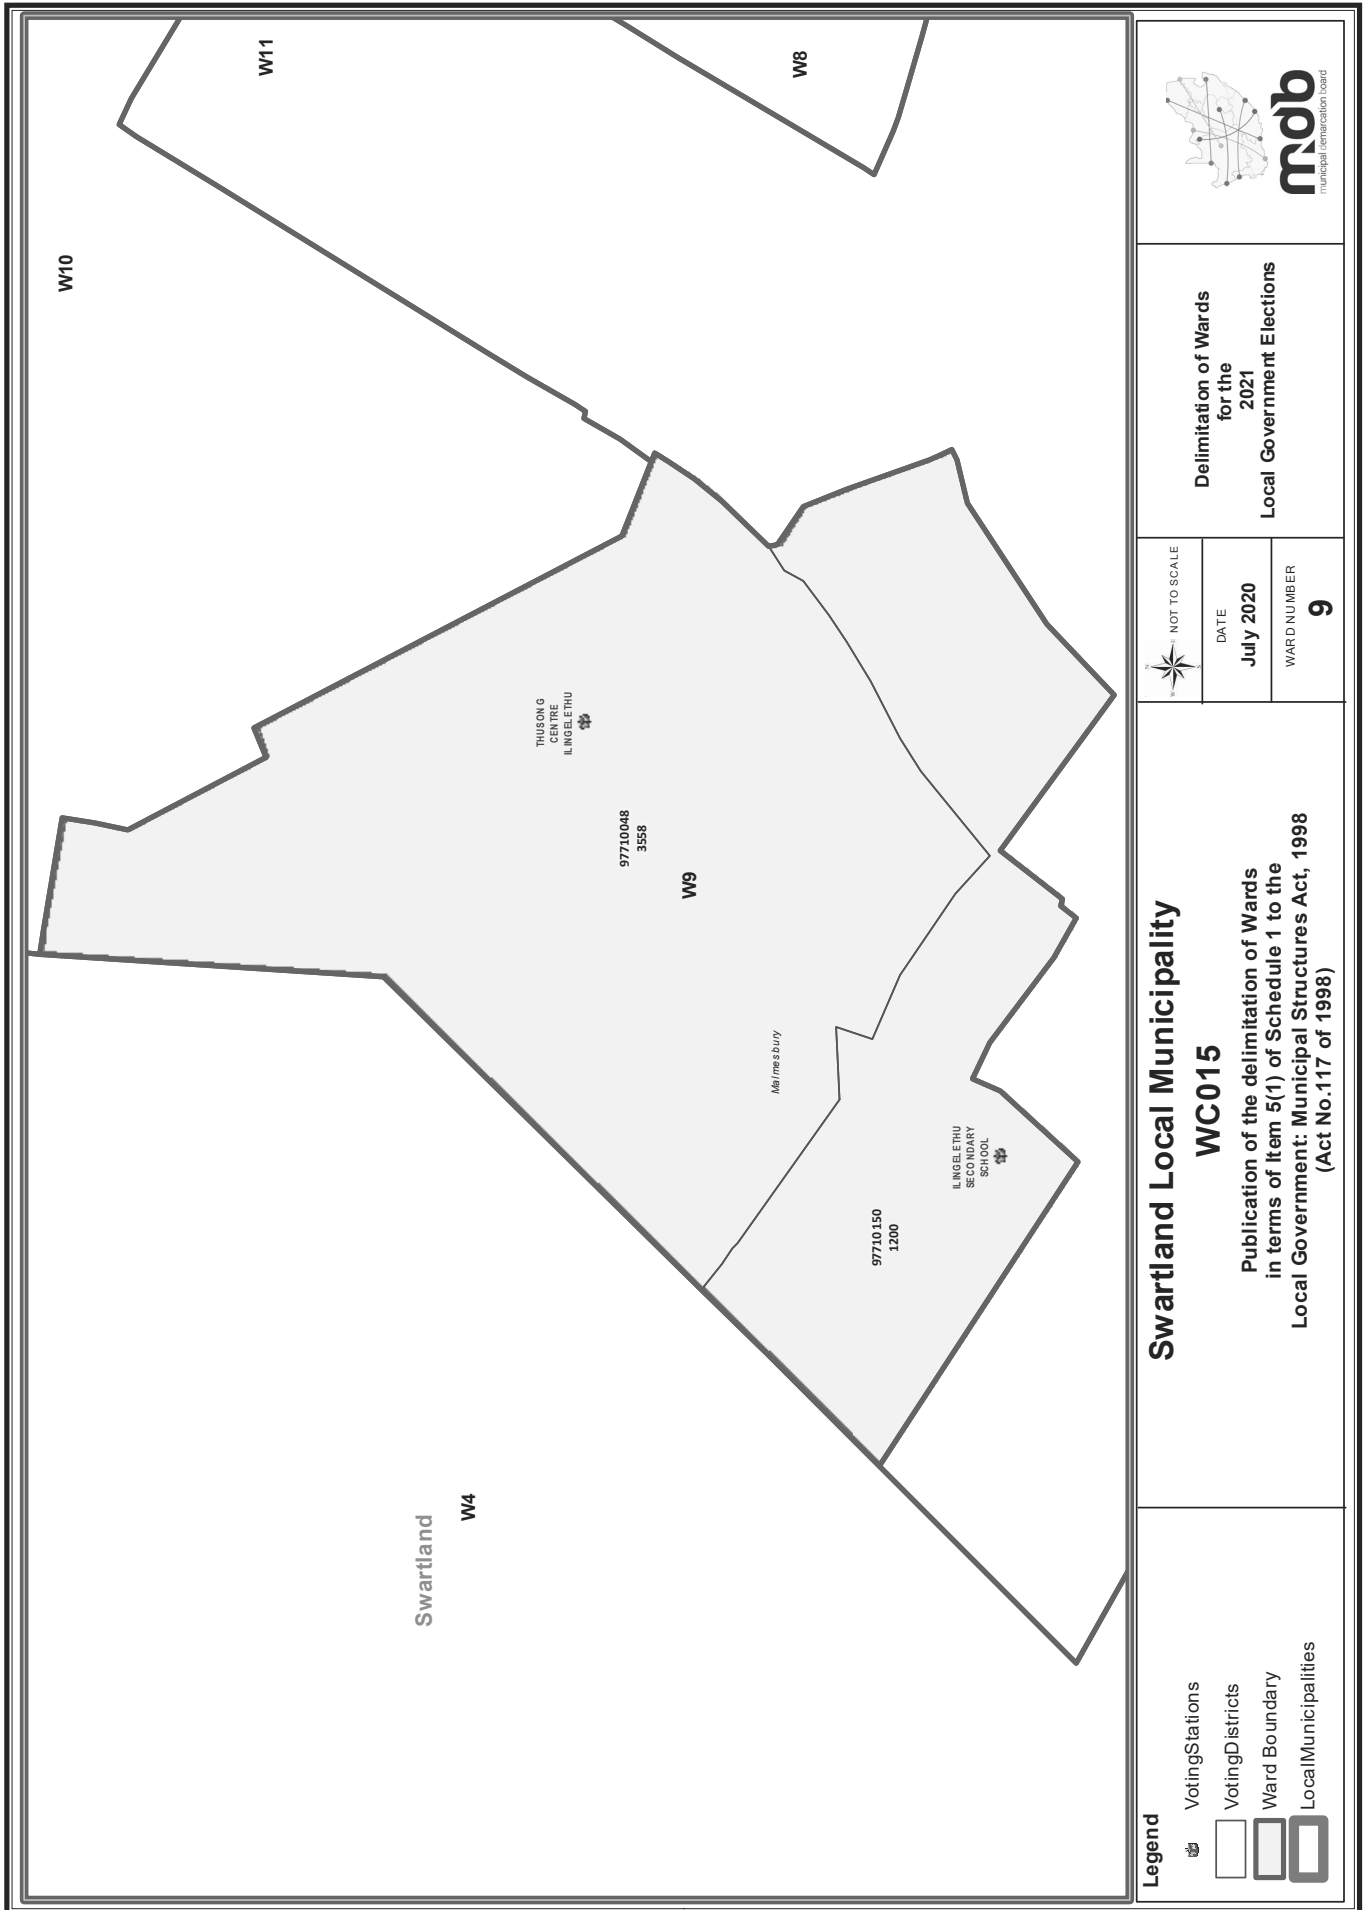 W11
W8
W10
THUSONG
CENTRE
ILINGELETHU
97710048
3558
W9
Malmesbury
ILINGELETHU
SECONDARY
SCHOOL
97710150
1200
W4
Swartland
Legend
VotingStations
VotingDistricts
Ward Boundary
LocalMunicipalities
Swartland Local Municipality
WC015
Publication of the delimitation of Wards
in terms of Item 5(1) of Schedule 1 to the
Local Government: Municipal Structures Act, 1998
(Act No.117 of 1998)
N
E
S
W
NOT TO SCALE
DATE
July 2020
WARD NUMBER
9
Delimitation of Wards
for the
2021
Local Government Elections
mdb
municipal demarcation board